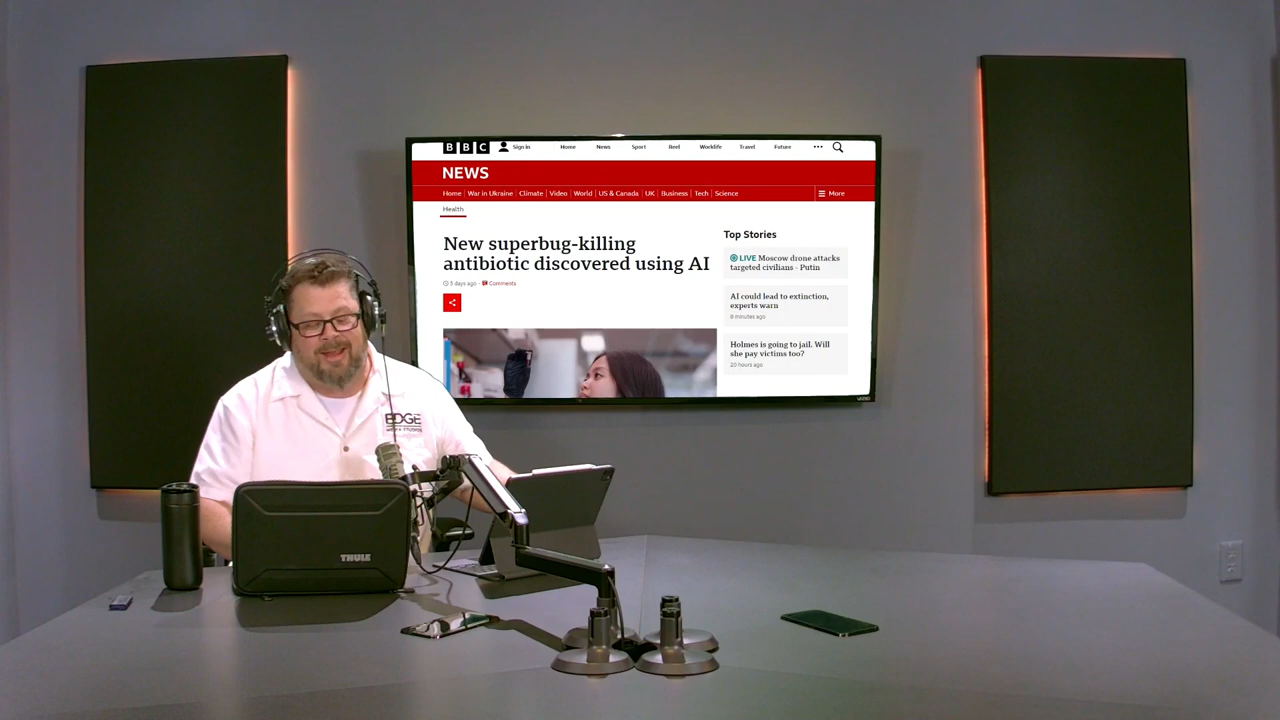 BBC Sign in Home News Sport Reel Worklife Travel Future
NEWS
Home War in Ukraine Climate Video World US & Canada UK Business Tech Science More
Health
New superbug-killing
antibiotic discovered using AI
5 days ago Comments
Top Stories
LIVE Moscow drone attacks
targeted civilians - Putin
AI could lead to extinction,
experts warn
8 minutes ago
Holmes is going to jail. Will
she pay victims too?
20 hours ago
VIZIO
EDGE
THULE